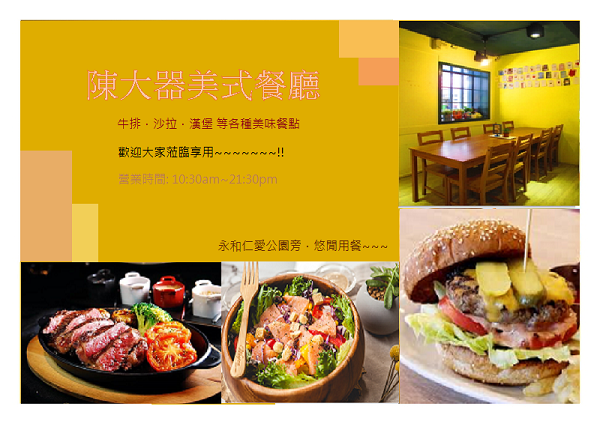 陳大器美式餐廳
牛排．沙拉．漢堡 等各種美味餐點
歡迎大家蒞臨享用~~~~~~~!!
營業時間: 10:30am~21:30pm
永和仁愛公園旁．悠閒用餐~~~